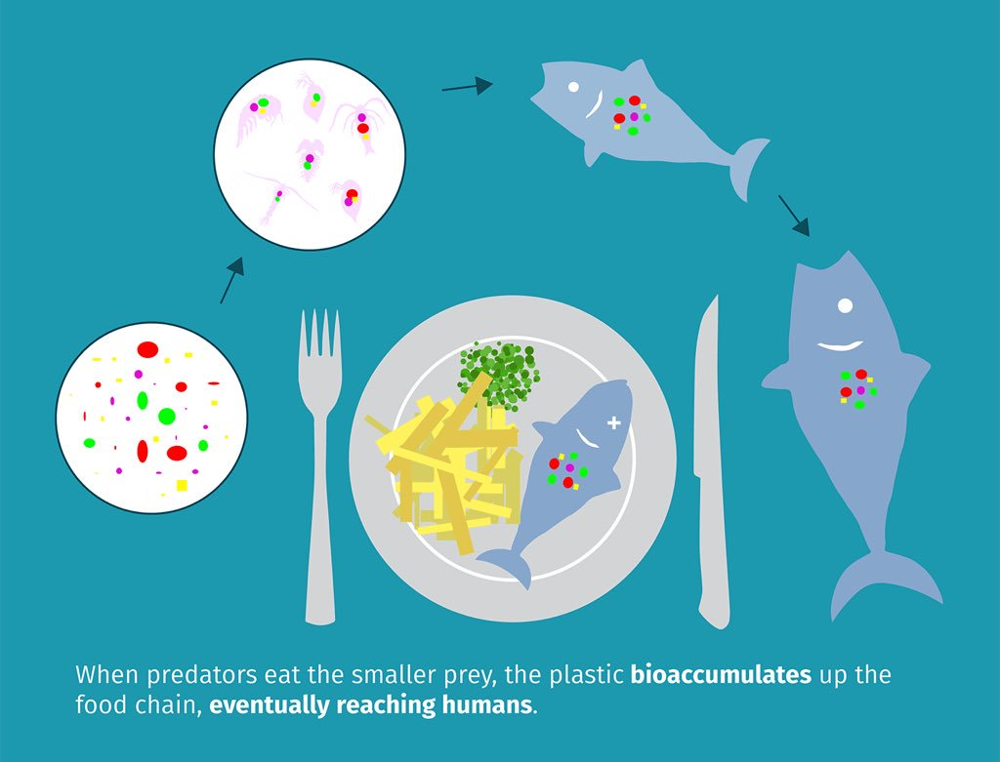 When predators eat the smaller prey, the plastic bioaccumulates up the
food chain, eventually reaching humans.